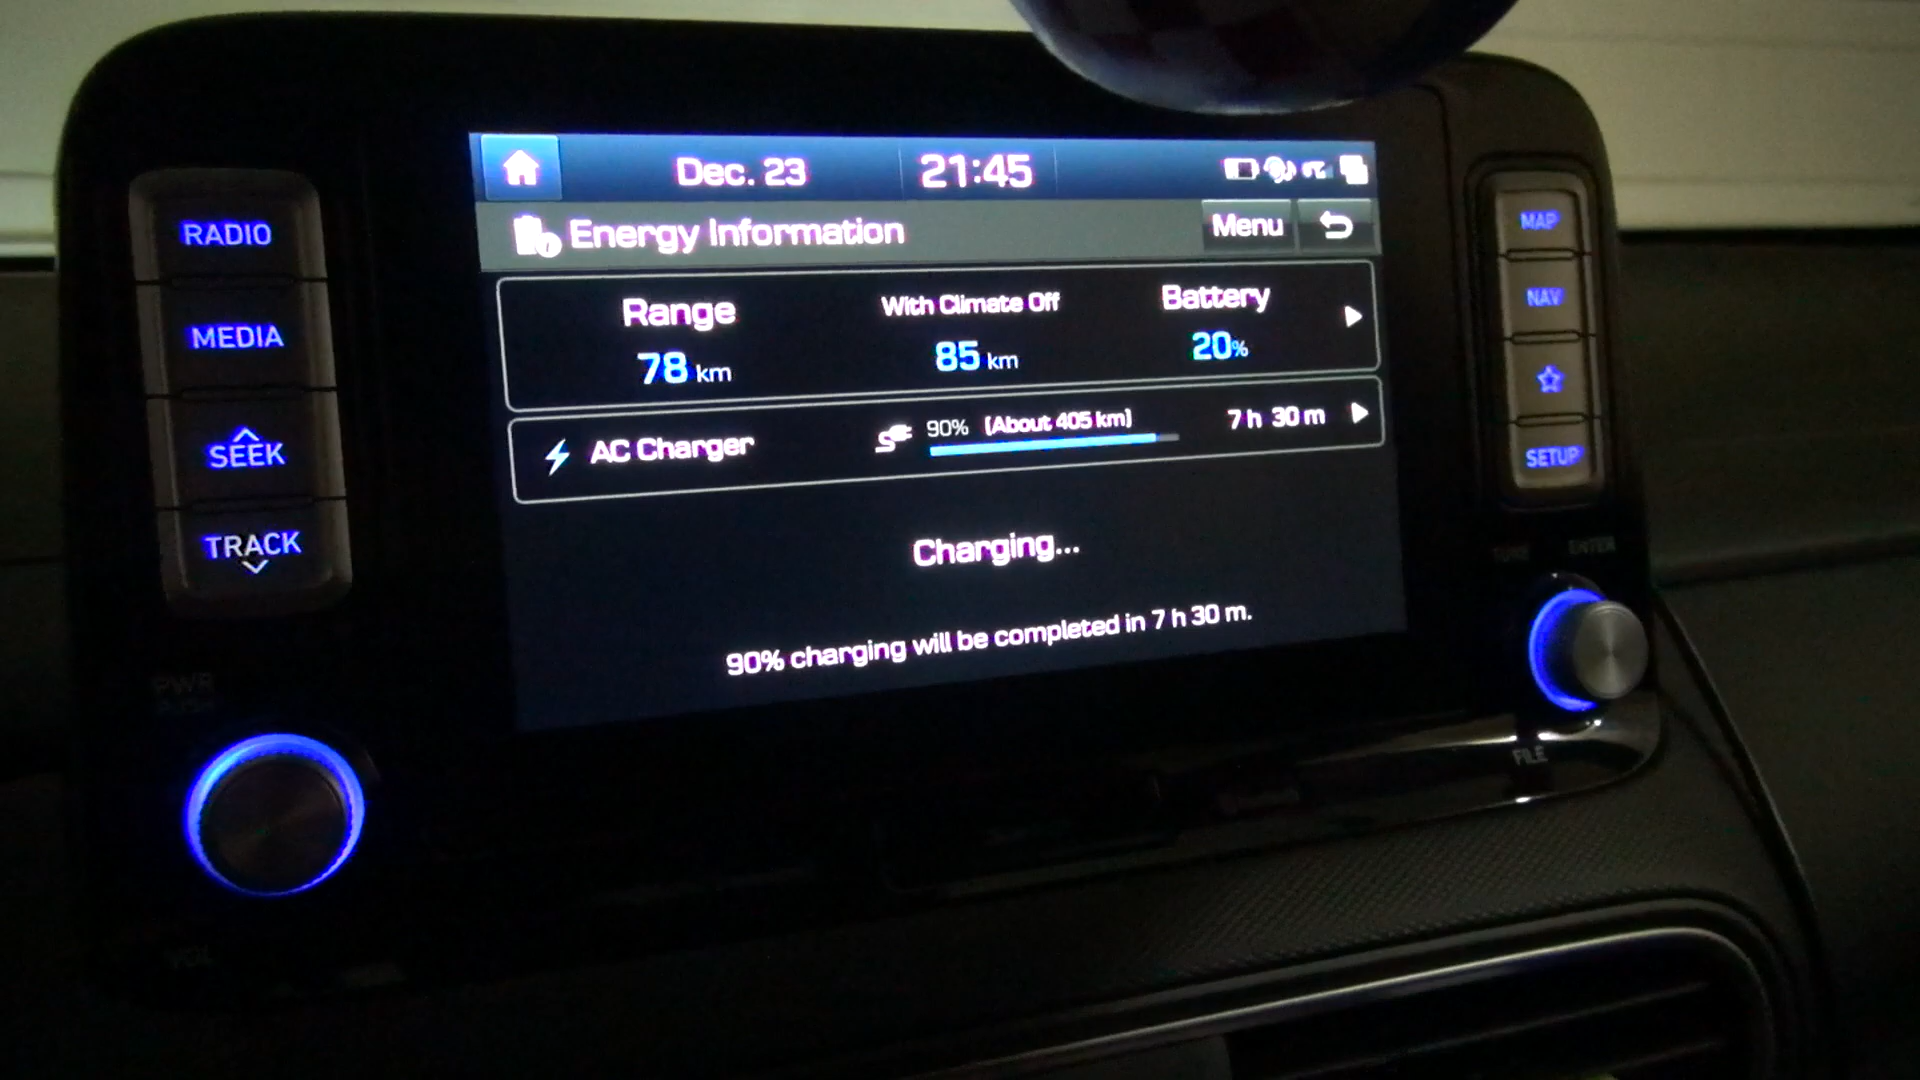 RADIO
MEDIA
SEEK
TRACK
PWR
Dec. 23
21:45
Energy Information
Menu
Range
With Climate Off
Battery
78 km
85 km
20%
AC Charger
90% (About 405 km)
7 h 30 m
Charging...
90% charging will be completed in 7 h 30 m.
MAP
NAV
SETUP
TUNE
ENTER
FILE